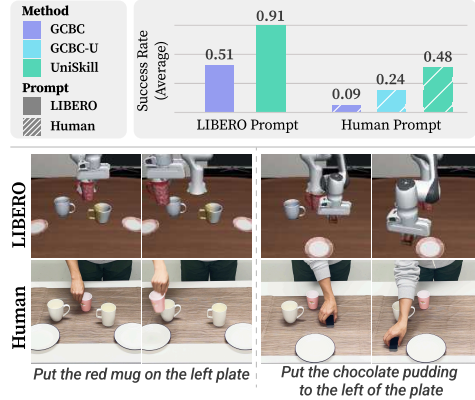 Method
GCBC
GCBC-U
UniSkill
Prompt
LIBERO
Human
Success Rate
(Average)
0.51
0.91
0.09
0.24
0.48
LIBERO Prompt
Human Prompt
LIBERO
Human
Put the red mug on the left plate
Put the chocolate pudding
to the left of the plate